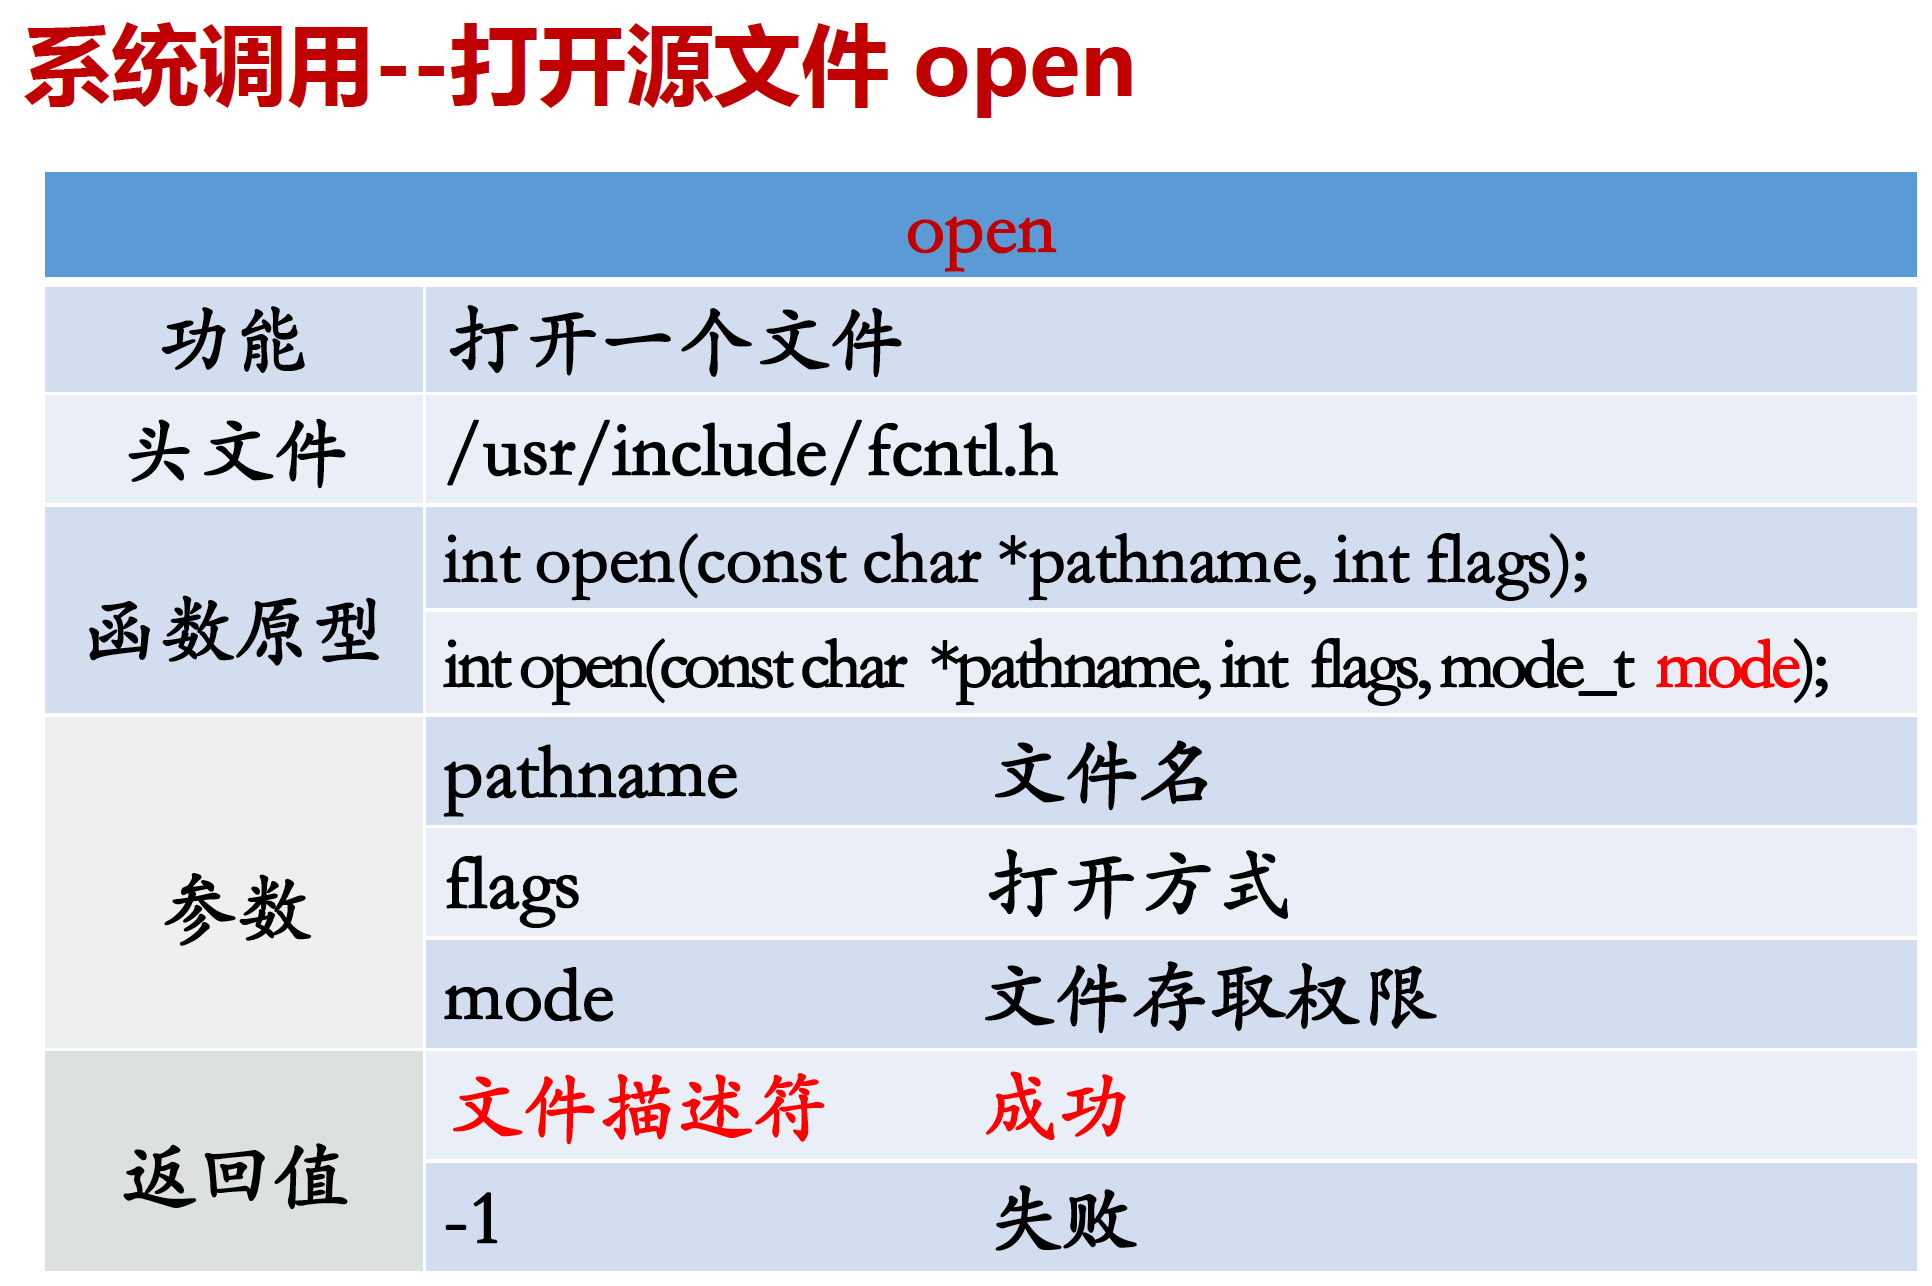 系统调用--打开源文件 open
open
功能 打开一个文件
头文件 /usr/include/fcntl.h
函数原型 int open(const char *pathname, int flags);
int open(const char *pathname, int flags, mode_t mode);
参数 pathname 文件名
flags 打开方式
mode 文件存取权限
返回值 文件描述符 成功
-1 失败